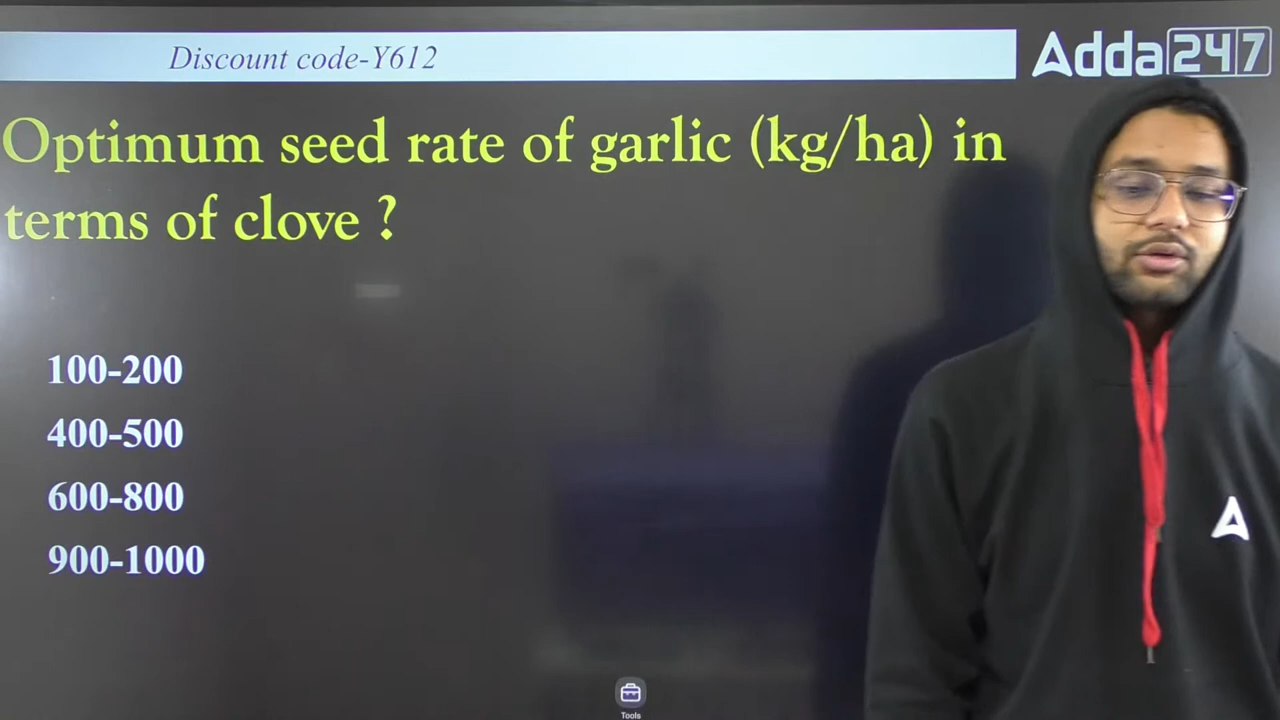 Discount code-Y612
Adda247
Optimum seed rate of garlic (kg/ha) in
terms of clove ?
100-200
400-500
600-800
900-1000
Tools